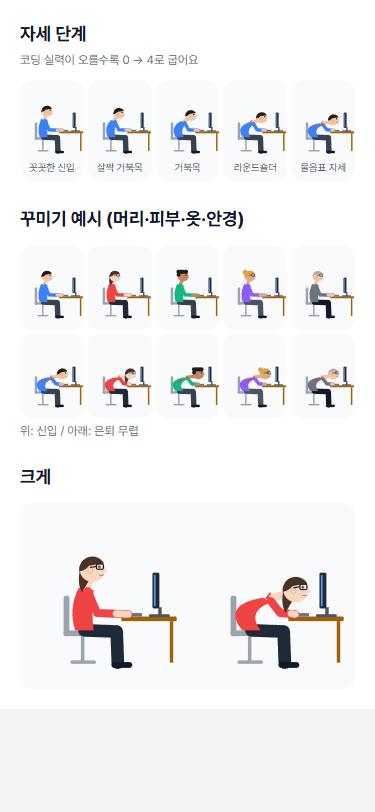 자세 단계
코딩 실력이 오를수록 0 → 4로 굽어요
꼿꼿한 신입
살짝 거북목
거북목
라운드숄더
물음표 자세
꾸미기 예시 (머리·피부·옷·안경)
위: 신입 / 아래: 은퇴 무렵
크게